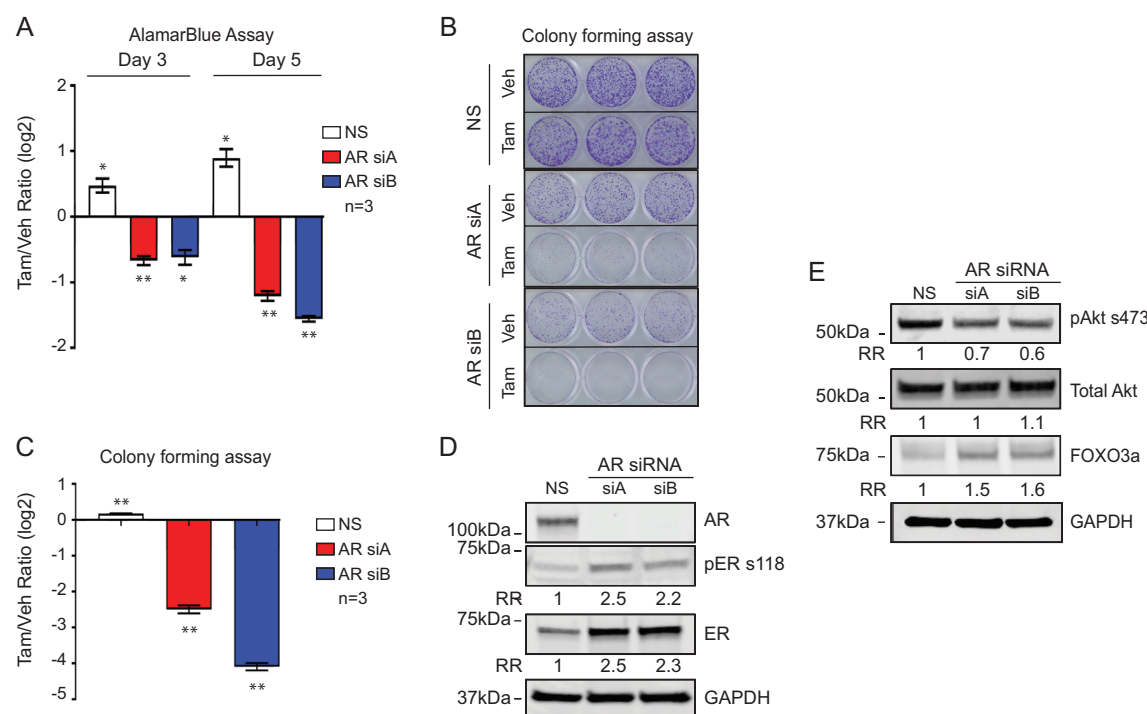 A
AlamarBlue Assay
Day 3
Day 5
Tam/Veh Ratio (log2)
2
1
0
-1
-2
*
**
*
*
**
**
NS
AR siA
AR siB
n=3
B
Colony forming assay
NS
Veh
Tam
AR siA
Veh
Tam
AR siB
Veh
Tam
C
Colony forming assay
Tam/Veh Ratio (log2)
1
0
-1
-2
-3
-4
-5
**
**
**
NS
AR siA
AR siB
n=3
D
AR siRNA
NS siA siB
100kDa - AR
75kDa -
pER s118
RR 1 2.5 2.2
75kDa -
ER
RR 1 2.5 2.3
37kDa - GAPDH
E
AR siRNA
NS siA siB
50kDa - pAkt s473
RR 1 0.7 0.6
50kDa - Total Akt
RR 1 1 1.1
75kDa - FOXO3a
RR 1 1.5 1.6
37kDa - GAPDH